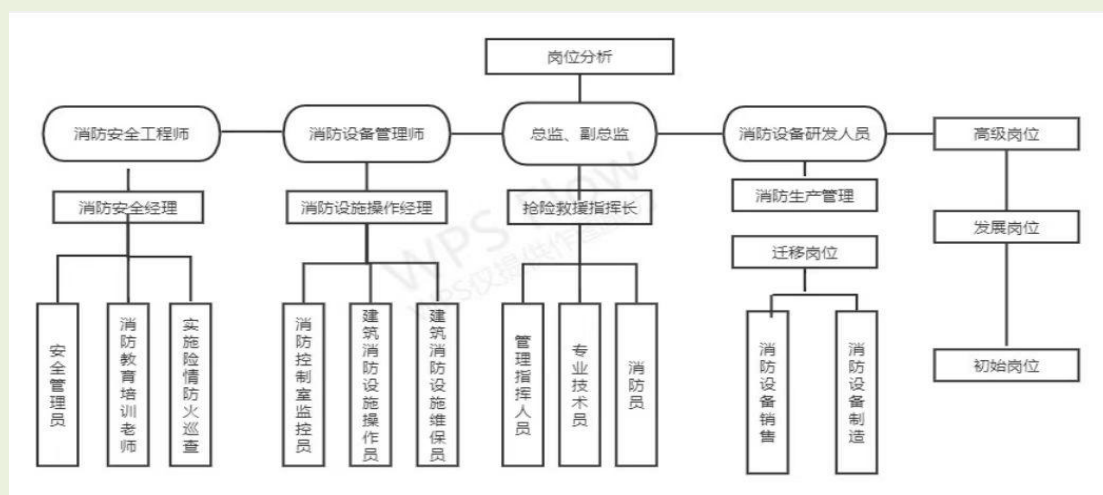 岗位分析
消防安全工程师
消防设备管理师
总监、副总监
消防设备研发人员
高级岗位
消防安全经理
消防设施操作经理
抢险救援指挥长
消防生产管理
发展岗位
迁移岗位
安全管理员
消防教育培训老师
实施险情防火巡查
消防控制室监控员
建筑消防设施操作员
建筑消防设施维保员
管理指挥人员
专业技术员
消防员
消防设备销售
消防设备制造
初始岗位
WPS Flow